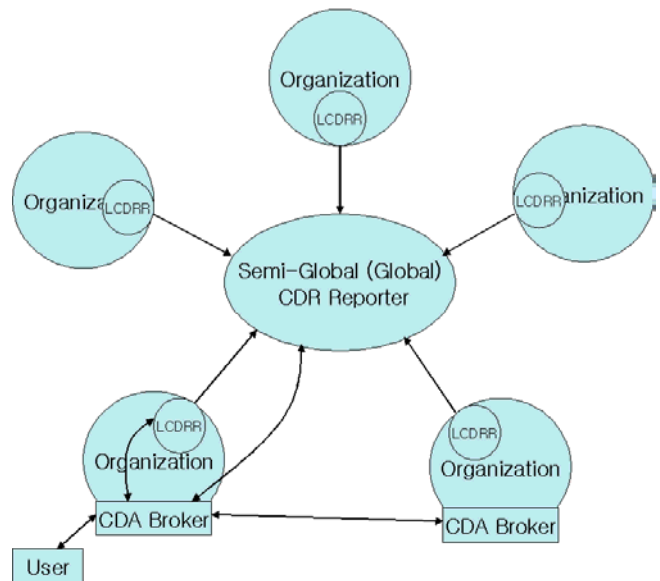 Organization
LCDRR
Organiza
LCDRR
LCDRR
anization
Semi-Global (Global)
CDR Reporter
LCDRR
Organization
CDA Broker
LCDRR
Organization
CDA Broker
User